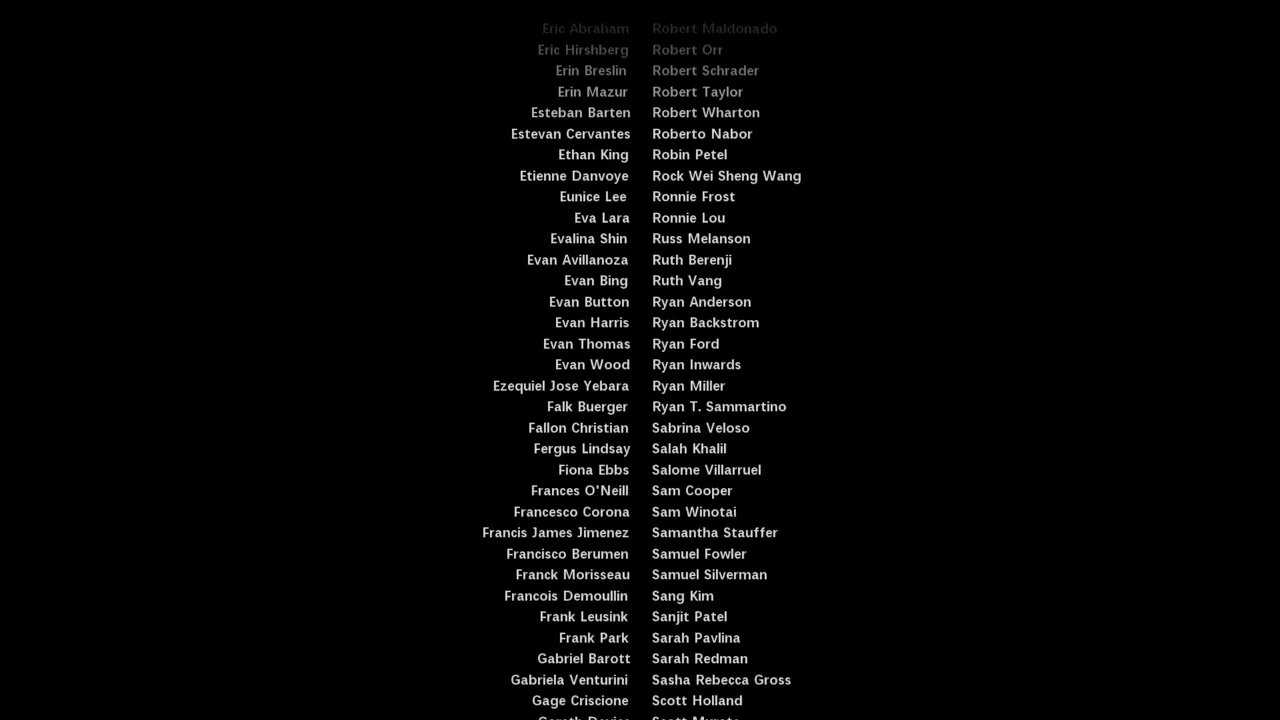 Eric Abraham Robert Maldonado
Eric Hirshberg Robert Orr
Erin Breslin Robert Schrader
Erin Mazur Robert Taylor
Esteban Barten Robert Wharton
Estevan Cervantes Roberto Nabor
Ethan King Robin Petel
Etienne Danvoye Rock Wei Sheng Wang
Eunice Lee Ronnie Frost
Eva Lara Ronnie Lou
Evalina Shin Russ Melanson
Evan Avillanoza Ruth Berenji
Evan Bing Ruth Vang
Evan Button Ryan Anderson
Evan Harris Ryan Backstrom
Evan Thomas Ryan Ford
Evan Wood Ryan Inwards
Ezequiel Jose Yebara Ryan Miller
Falk Buerger Ryan T. Sammartino
Fallon Christian Sabrina Veloso
Fergus Lindsay Salah Khalil
Fiona Ebbs Salome Villarruel
Frances O'Neill Sam Cooper
Francesco Corona Sam Winotai
Francis James Jimenez Samantha Stauffer
Francisco Berumen Samuel Fowler
Franck Morisseau Samuel Silverman
Francois Demoullin Sang Kim
Frank Leusink Sanjit Patel
Frank Park Sarah Pavlina
Gabriel Barott Sarah Redman
Gabriela Venturini Sasha Rebecca Gross
Gage Criscione Scott Holland
Scott